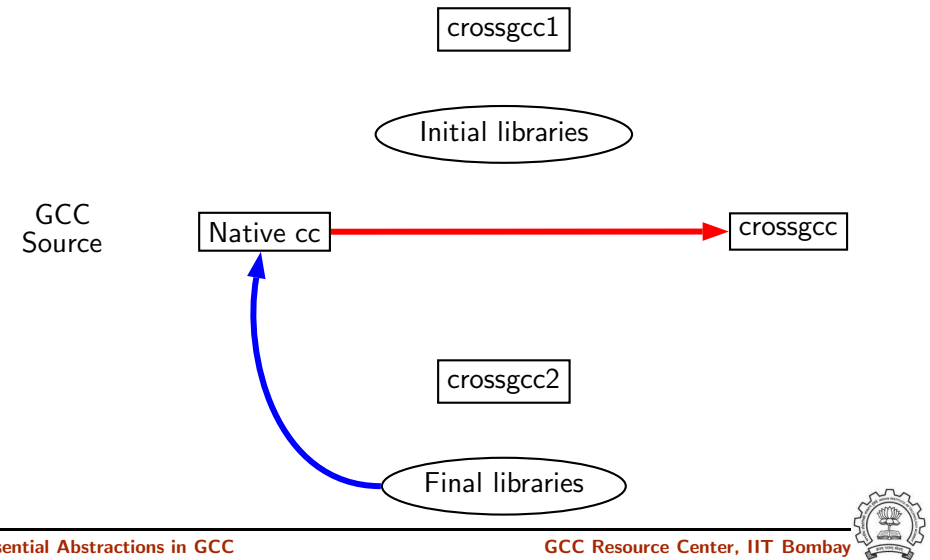 crossgcc1
Initial libraries
GCC
Source
Native cc
crossgcc
crossgcc2
Final libraries
sential Abstractions in GCC
GCC Resource Center, IIT Bombay